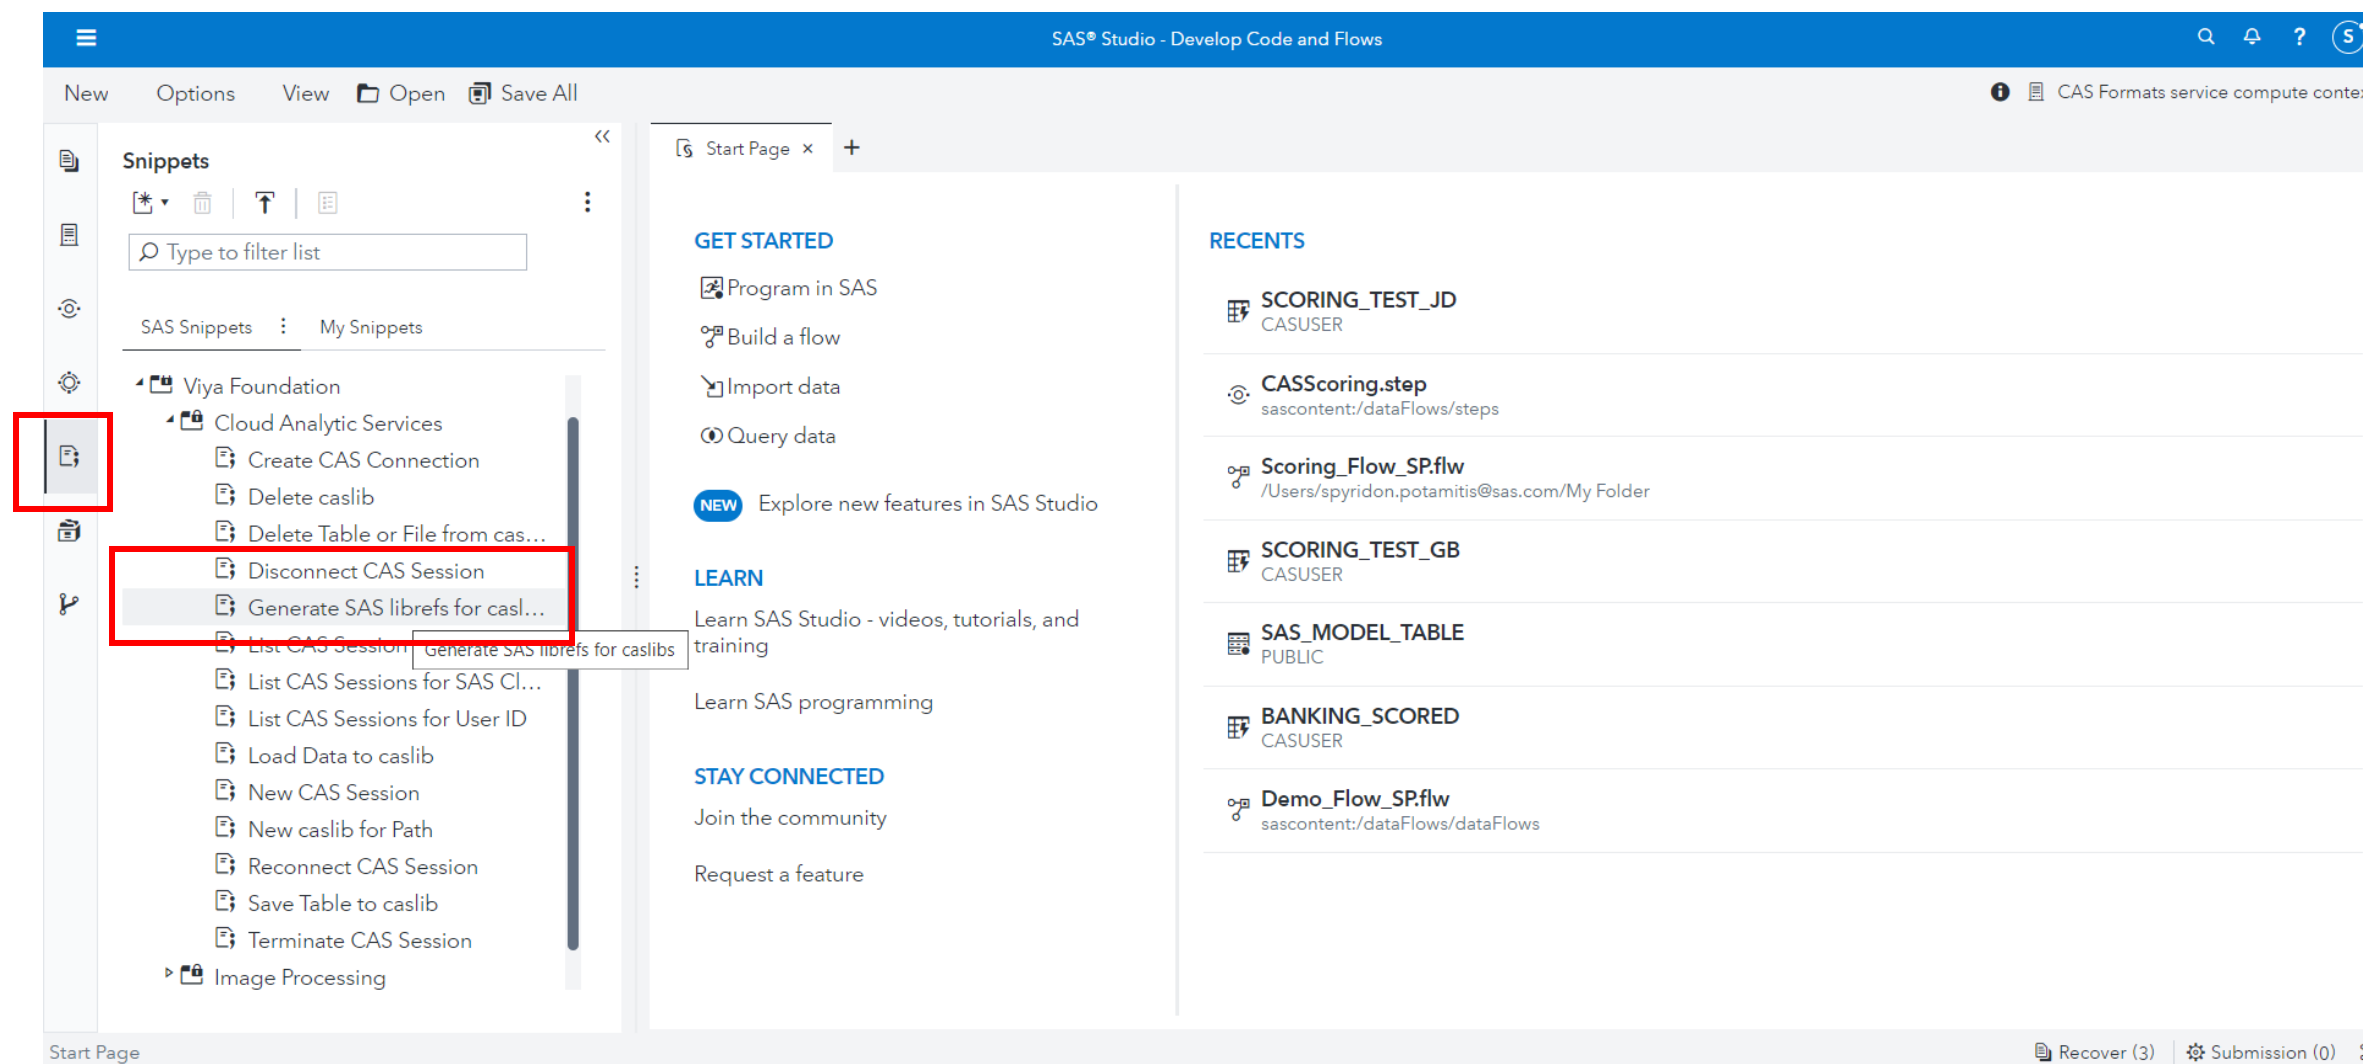 SAS® Studio - Develop Code and Flows
?
S
New
Options
View
Open
Save All
CAS Formats service compute contex
Snippets
Type to filter list
SAS Snippets
My Snippets
Viya Foundation
Cloud Analytic Services
Create CAS Connection
Delete caslib
Delete Table or File from cas...
Disconnect CAS Session
Generate SAS librefs for casl...
List CAS Session
Generate SAS librefs for caslibs
List CAS Sessions for SAS Cl...
List CAS Sessions for User ID
Load Data to caslib
New CAS Session
New caslib for Path
Reconnect CAS Session
Save Table to caslib
Terminate CAS Session
Image Processing
Start Page
GET STARTED
Program in SAS
Build a flow
Import data
Query data
NEW Explore new features in SAS Studio
LEARN
Learn SAS Studio - videos, tutorials, and
training
Learn SAS programming
STAY CONNECTED
Join the community
Request a feature
RECENTS
SCORING_TEST_JD
CASUSER
CASScoring.step
sascontent:/dataFlows/steps
Scoring_Flow_SP.flw
/Users/spyridon.potamitis@sas.com/My Folder
SCORING_TEST_GB
CASUSER
SAS_MODEL_TABLE
PUBLIC
BANKING_SCORED
CASUSER
Demo_Flow_SP.flw
sascontent:/dataFlows/dataFlows
Start Page
Recover (3)
Submission (0)